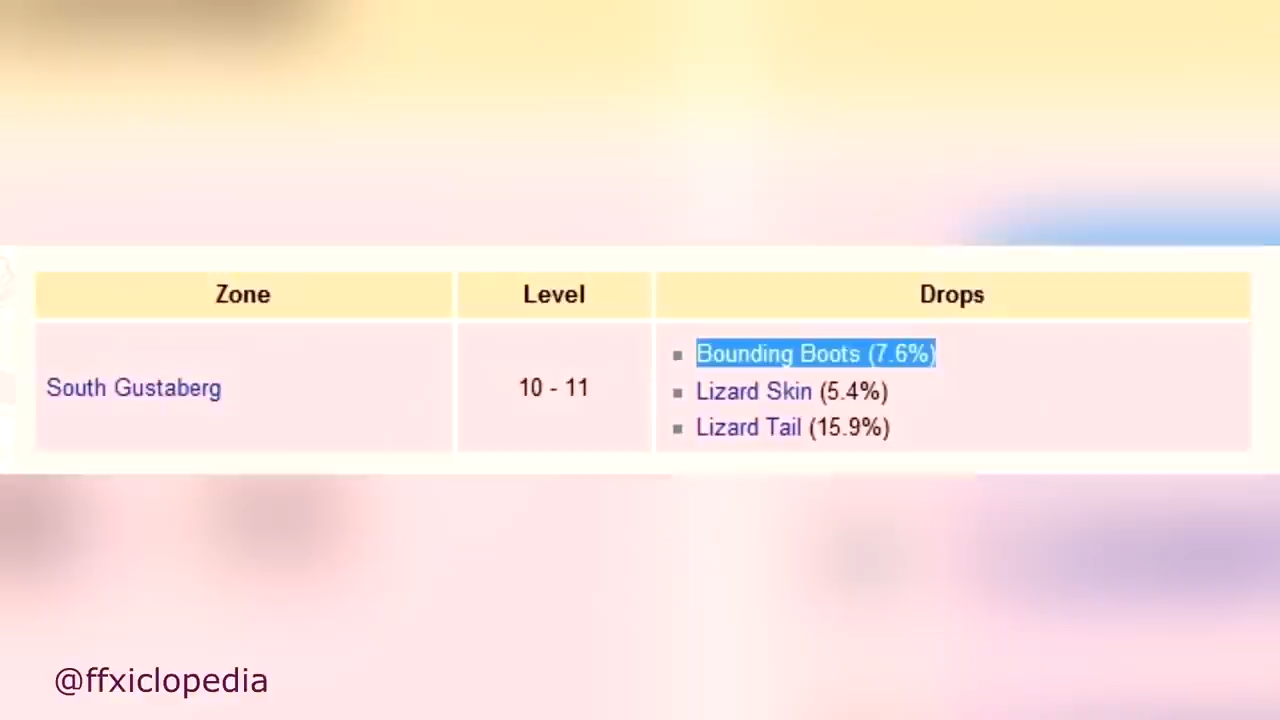 Zone Level Drops
South Gustaberg 10 - 11
Bounding Boots (7.6%)
Lizard Skin (5.4%)
Lizard Tail (15.9%)
@ffxiclopedia